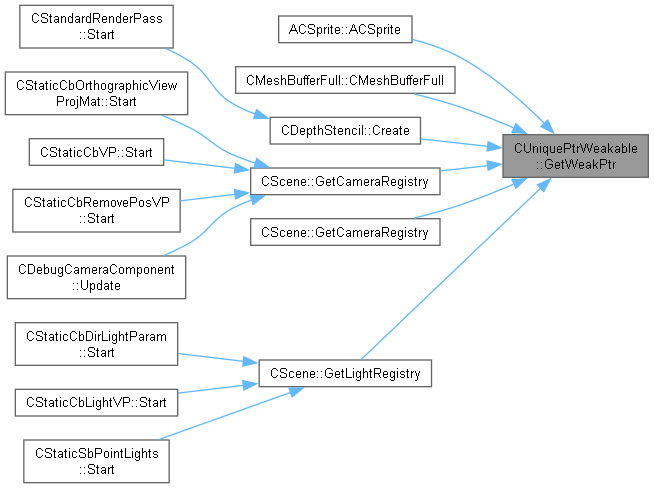 CStandardRenderPass
::Start
ACSprite::ACSprite
CStaticCbOrthographicView
ProjMat::Start
CMeshBufferFull::CMeshBufferFull
CDepthStencil::Create
CUniquePtrWeakable
::GetWeakPtr
CStaticCbVP::Start
CScene::GetCameraRegistry
CStaticCbRemovePosVP
::Start
CScene::GetCameraRegistry
CDebugCameraComponent
::Update
CStaticCbDirLightParam
::Start
CScene::GetLightRegistry
CStaticCbLightVP::Start
CStaticSbPointLights
::Start